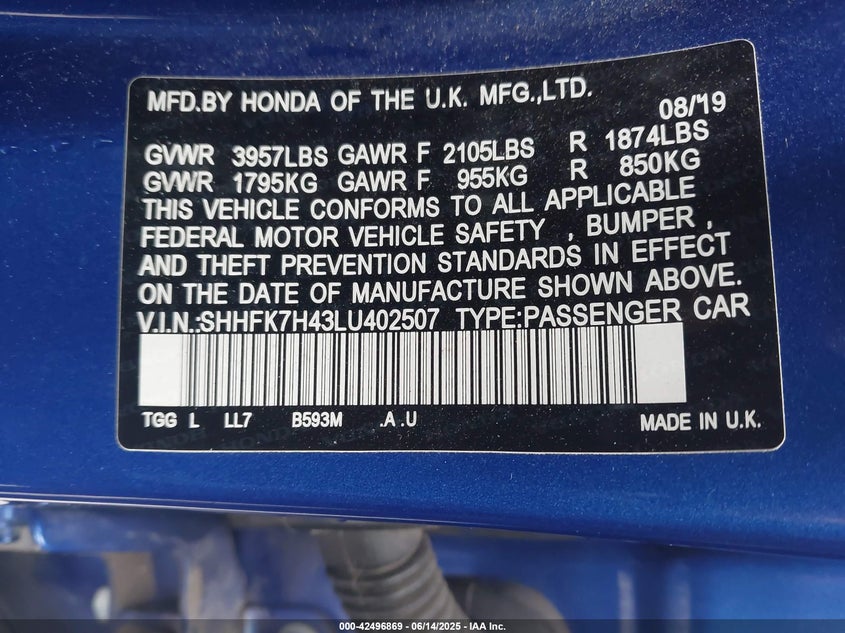 MFD.BY HONDA OF THE U.K. MFG.,LTD. 08/'19
GVWR 3957LBS GAWR F 2105LBS R 1874LBS
GVWR 1795KG GAWR F 955KG R 850KG
THIS VEHICLE CONFORMS TO ALL APPLICABLE
FEDERAL MOTOR VEHICLE SAFETY , BUMPER ,
AND THEFT PREVENTION STANDARDS IN EFFECT
ON THE DATE OF MANUFACTURE SHOWN ABOVE.
V.I.N.:SHHFK7H43LU402507 TYPE:PASSENGER CAR
TGG L LL7 B593M .A .U MADE IN U.K.
000-42496869 | 06/14/2025 | IAA Inc.